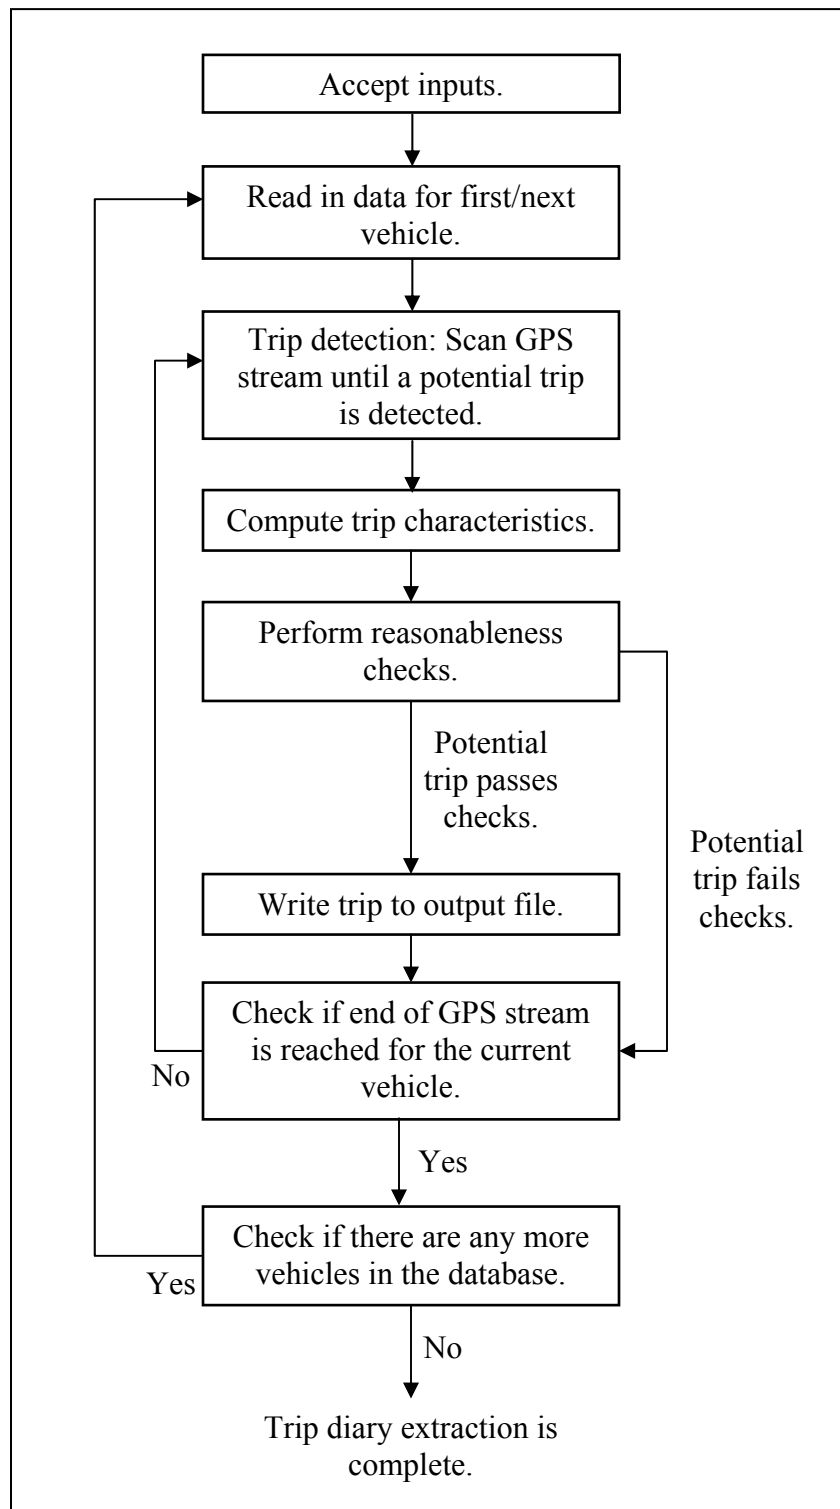 Accept inputs.
Read in data for first/next
vehicle.
Trip detection: Scan GPS
stream until a potential trip
is detected.
Compute trip characteristics.
Perform reasonableness
checks.
Potential
trip passes
checks.
Potential
trip fails
checks.
Write trip to output file.
Check if end of GPS stream
is reached for the current
vehicle.
No
Yes
Check if there are any more
vehicles in the database.
Yes
No
Trip diary extraction is
complete.